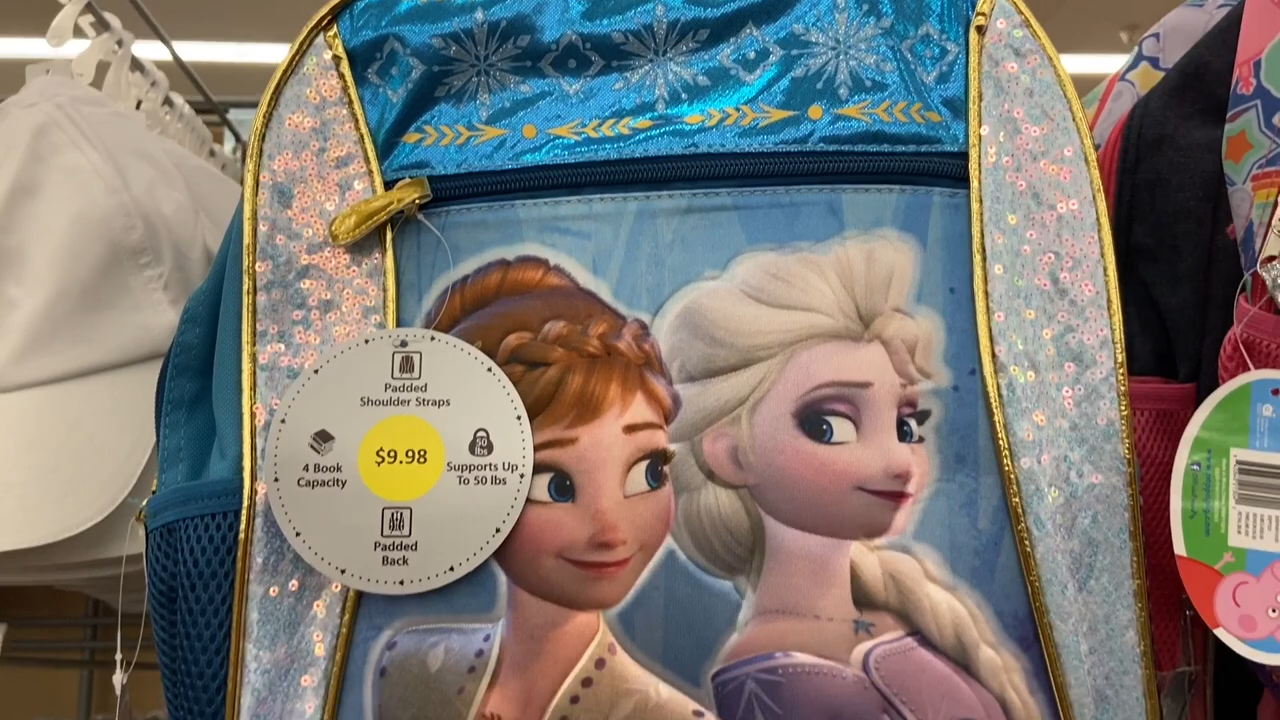 Padded
Shoulder Straps
4 Book
Capacity
$9.98
50
lbs
Supports Up
To 50 lbs
Padded
Back